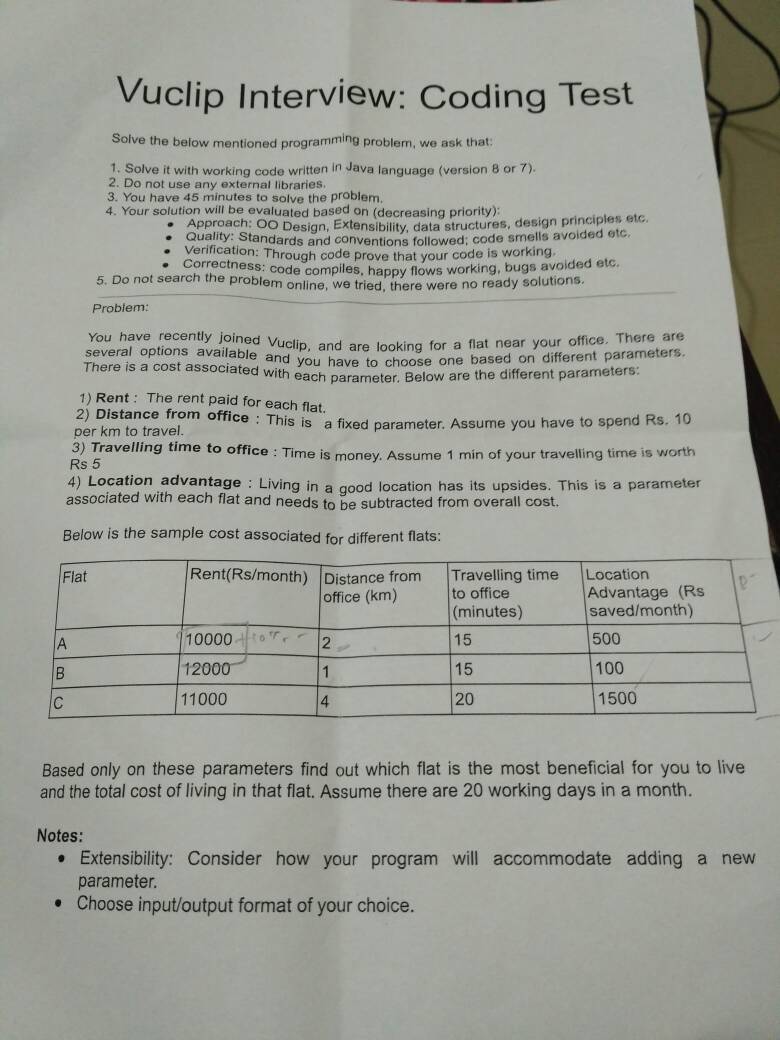 Vuclip Interview: Coding Test
Solve the below mentioned programming problem, we ask that:
1. Solve it with working code written in Java language (version 8 or 7).
2. Do not use any external libraries.
3. You have 45 minutes to solve the problem.
4. Your solution will be evaluated based on (decreasing priority):
• Approach: OO Design, Extensibility, data structures, design principles etc.
• Quality: Standards and conventions followed; code smells avoided etc.
• Verification: Through code prove that your code is working.
• Correctness: code compiles, happy flows working, bugs avoided etc.
5. Do not search the problem online, we tried, there were no ready solutions.
Problem:
You have recently joined Vuclip, and are looking for a flat near your office. There are
several options available and you have to choose one based on different parameters.
There is a cost associated with each parameter. Below are the different parameters:
1) Rent : The rent paid for each flat.
2) Distance from office : This is a fixed parameter. Assume you have to spend Rs. 10
per km to travel.
3) Travelling time to office : Time is money. Assume 1 min of your travelling time is worth
Rs 5
4) Location advantage : Living in a good location has its upsides. This is a parameter
associated with each flat and needs to be subtracted from overall cost.
Below is the sample cost associated for different flats:
Flat Rent(Rs/month) Distance from office (km) Travelling time to office (minutes) Location Advantage (Rs saved/month)
A 10000 2 15 500
B 12000 1 15 100
C 11000 4 20 1500
Based only on these parameters find out which flat is the most beneficial for you to live
and the total cost of living in that flat. Assume there are 20 working days in a month.
Notes:
• Extensibility: Consider how your program will accommodate adding a new
parameter.
• Choose input/output format of your choice.